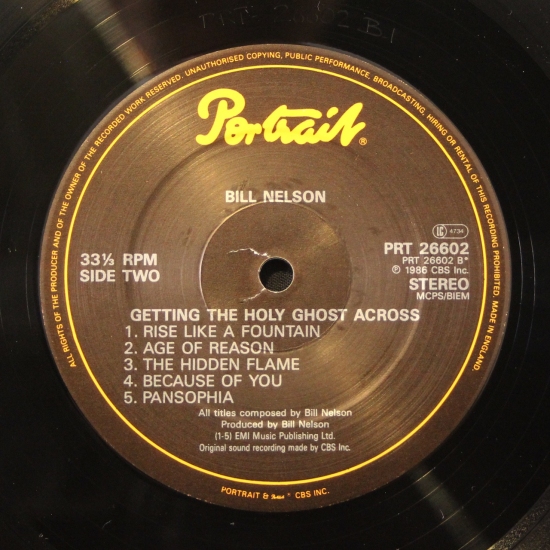 ALL RIGHTS OF THE PRODUCER AND OF THE OWNER OF THE RECORDED WORK RESERVED. UNAUTHORISED COPYING, PUBLIC PERFORMANCE, BROADCASTING, HIRING OR RENTAL OF THIS RECORDING PROHIBITED. MADE IN ENGLAND.
Portrait®
BILL NELSON
33⅓ RPM
SIDE TWO
LC 4734
PRT 26602
PRT 26602 B*
℗ 1986 CBS Inc.
STEREO
MCPS/BIEM
GETTING THE HOLY GHOST ACROSS
1. RISE LIKE A FOUNTAIN
2. AGE OF REASON
3. THE HIDDEN FLAME
4. BECAUSE OF YOU
5. PANSOPHIA
All titles composed by Bill Nelson
Produced by Bill Nelson
(1-5) EMI Music Publishing Ltd.
Original sound recording made by CBS Inc.
PORTRAIT & CBS INC.